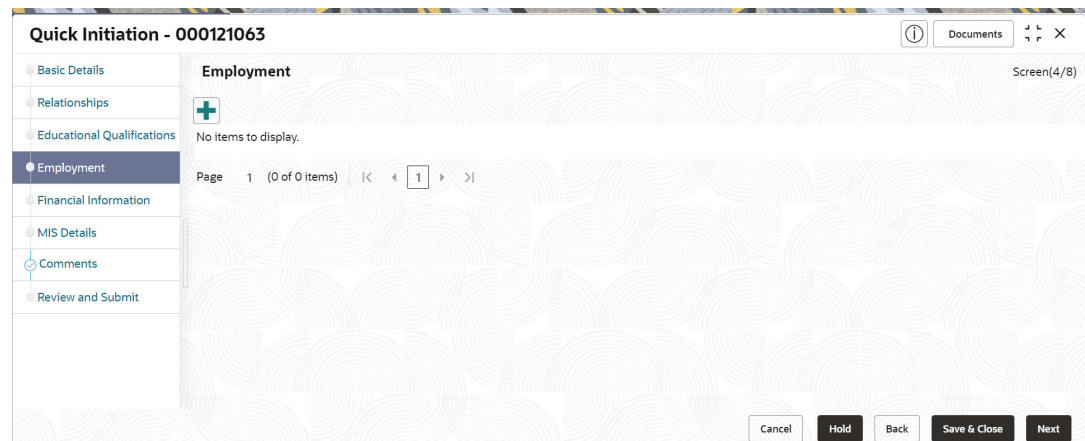 Quick Initiation - 000121063
Documents
Basic Details
Relationships
Educational Qualifications
Employment
Financial Information
MIS Details
Comments
Review and Submit
Employment
Screen(4/8)
No items to display.
Page 1 (0 of 0 items) 1
Cancel Hold Back Save & Close Next